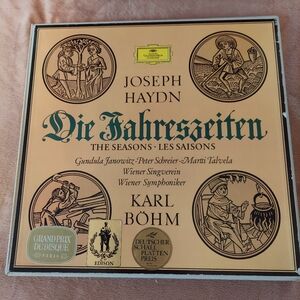 JOSEPH
HAYDN
Die Jahreszeiten
THE SEASONS · LES SAISONS
Gundula Janowitz · Peter Schreier · Martti Talvela
Wiener Singverein
Wiener Symphoniker
KARL
BÖHM
GRAND PRIX
DU DISQUE
PARIS
EDISON
DEUTSCHER
SCHALL
PLATTEN
PREIS